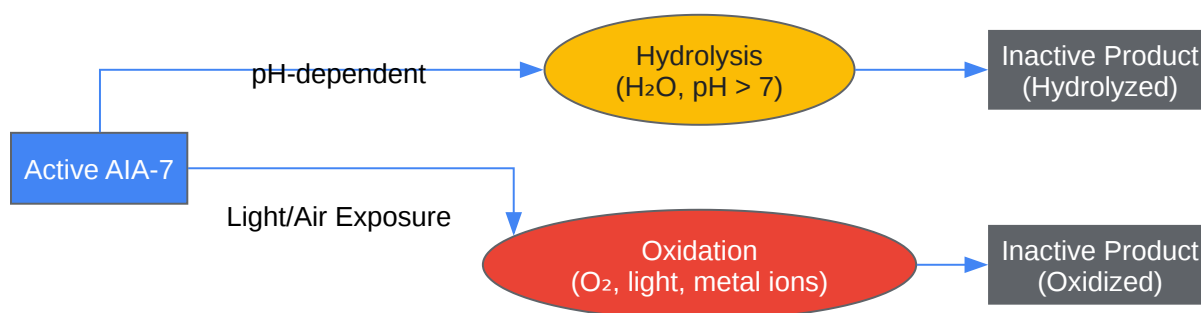 Hydrolysis
(H₂O, pH > 7)
Inactive Product
(Hydrolyzed)
pH-dependent
Active AIA-7
Light/Air Exposure
Oxidation
(O₂, light, metal ions)
Inactive Product
(Oxidized)